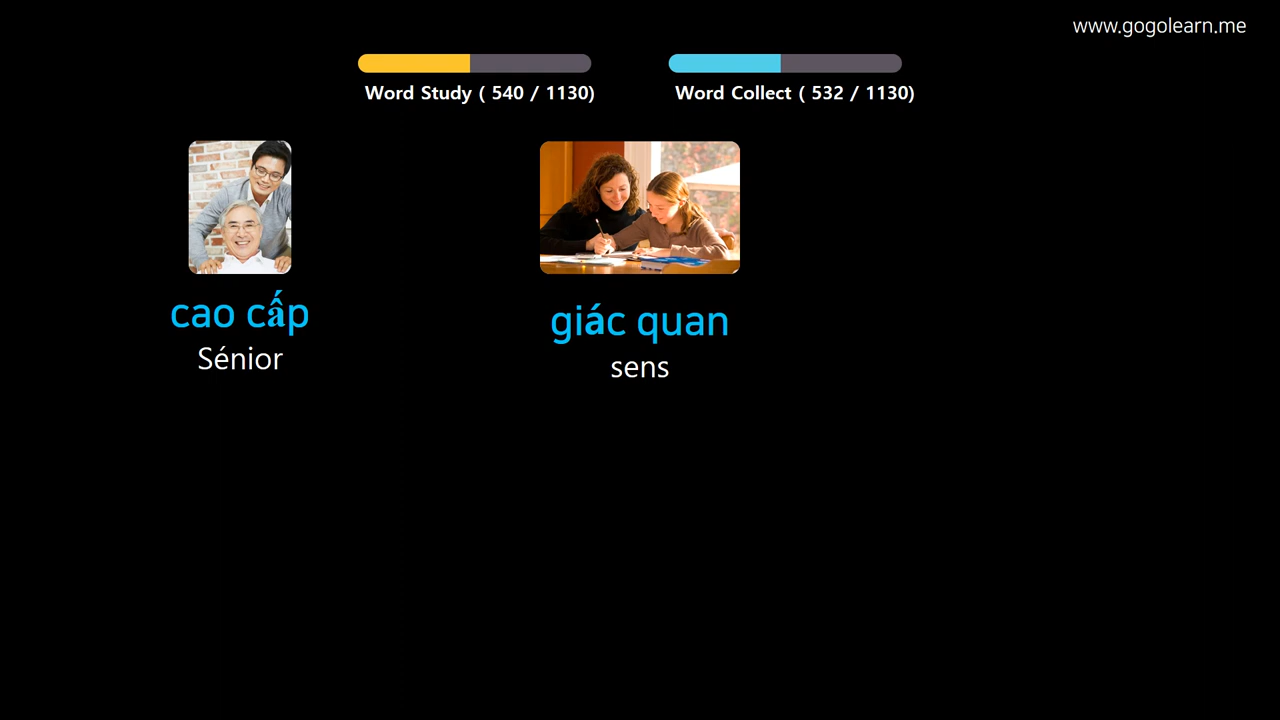 www.gogolearn.me
Word Study ( 540 / 1130)
Word Collect ( 532 / 1130)
cao cấp
Sénior
giác quan
sens